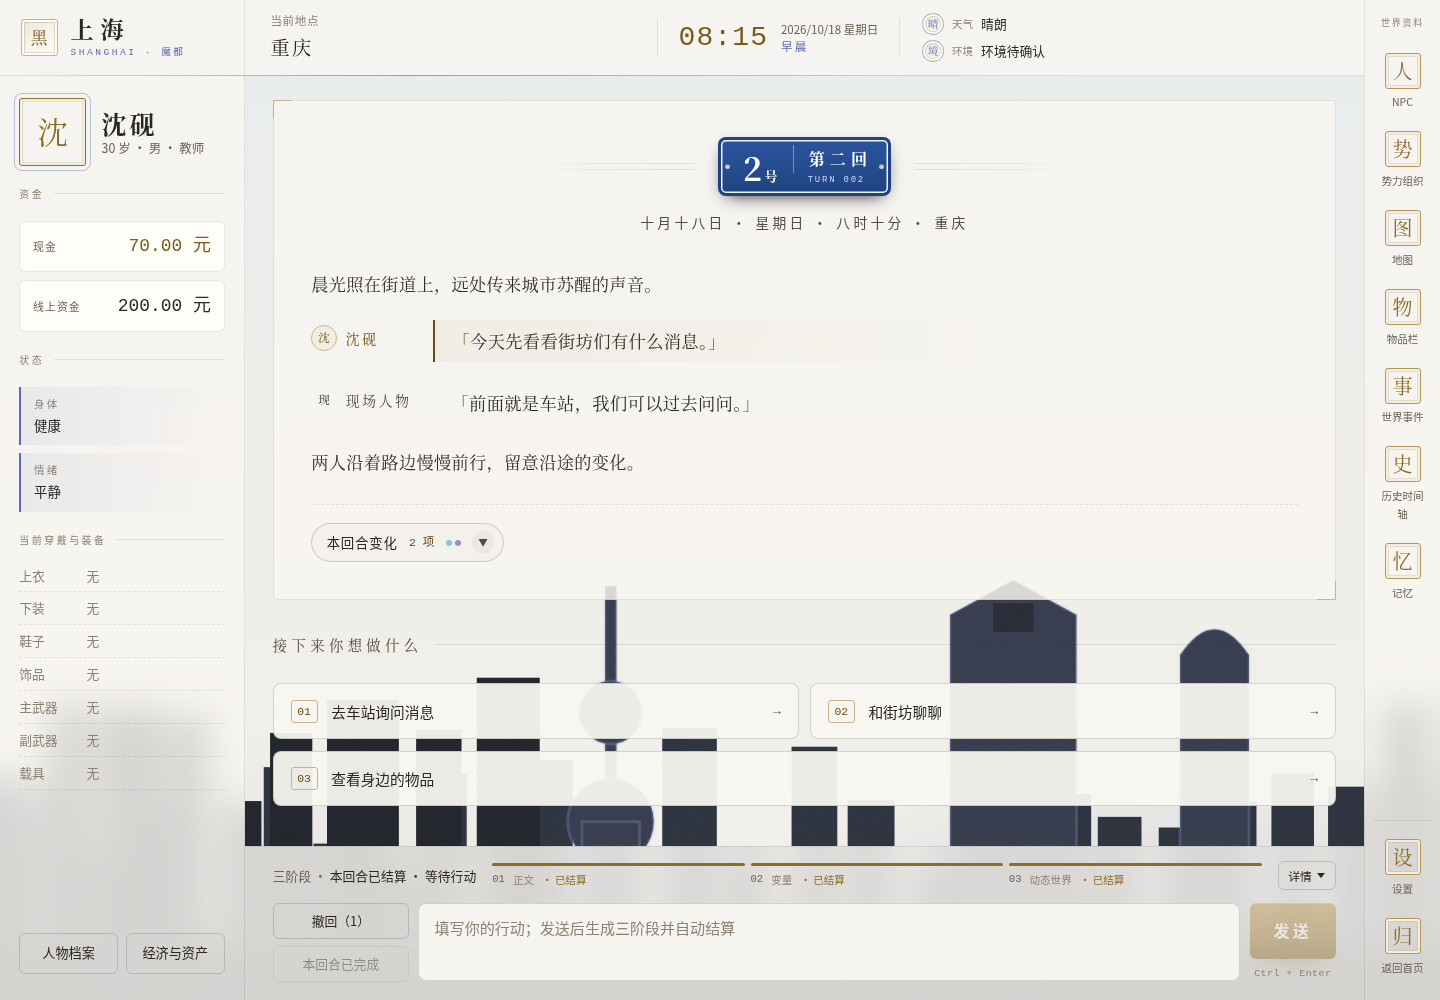 黑
上海
SHANGHAI · 魔都
当前地点
重庆
08:15
2026/10/18 星期日
早晨
晴 天气 晴朗
境 环境 环境待确认
沈
沈砚
30 岁 • 男 • 教师
资金
现金 70.00 元
线上资金 200.00 元
状态
身体
健康
情绪
平静
当前穿戴与装备
上衣 无
下装 无
鞋子 无
饰品 无
主武器 无
副武器 无
载具 无
人物档案 经济与资产
2号 第二回
TURN 002
十月十八日 • 星期日 • 八时十分 • 重庆
晨光照在街道上，远处传来城市苏醒的声音。
沈 沈砚 「今天先看看街坊们有什么消息。」
现 现场人物 「前面就是车站，我们可以过去问问。」
两人沿着路边慢慢前行，留意沿途的变化。
本回合变化 2 项 ▼
接下来你想做什么
01 去车站询问消息 →
02 和街坊聊聊 →
03 查看身边的物品 →
三阶段 • 本回合已结算 • 等待行动
01 正文 • 已结算
02 变量 • 已结算
03 动态世界 • 已结算
详情
撤回（1）
本回合已完成
填写你的行动；发送后生成三阶段并自动结算
发送
Ctrl + Enter
世界资料
人
NPC
势
势力组织
图
地图
物
物品栏
事
世界事件
史
历史时间
轴
忆
记忆
设
设置
归
返回首页